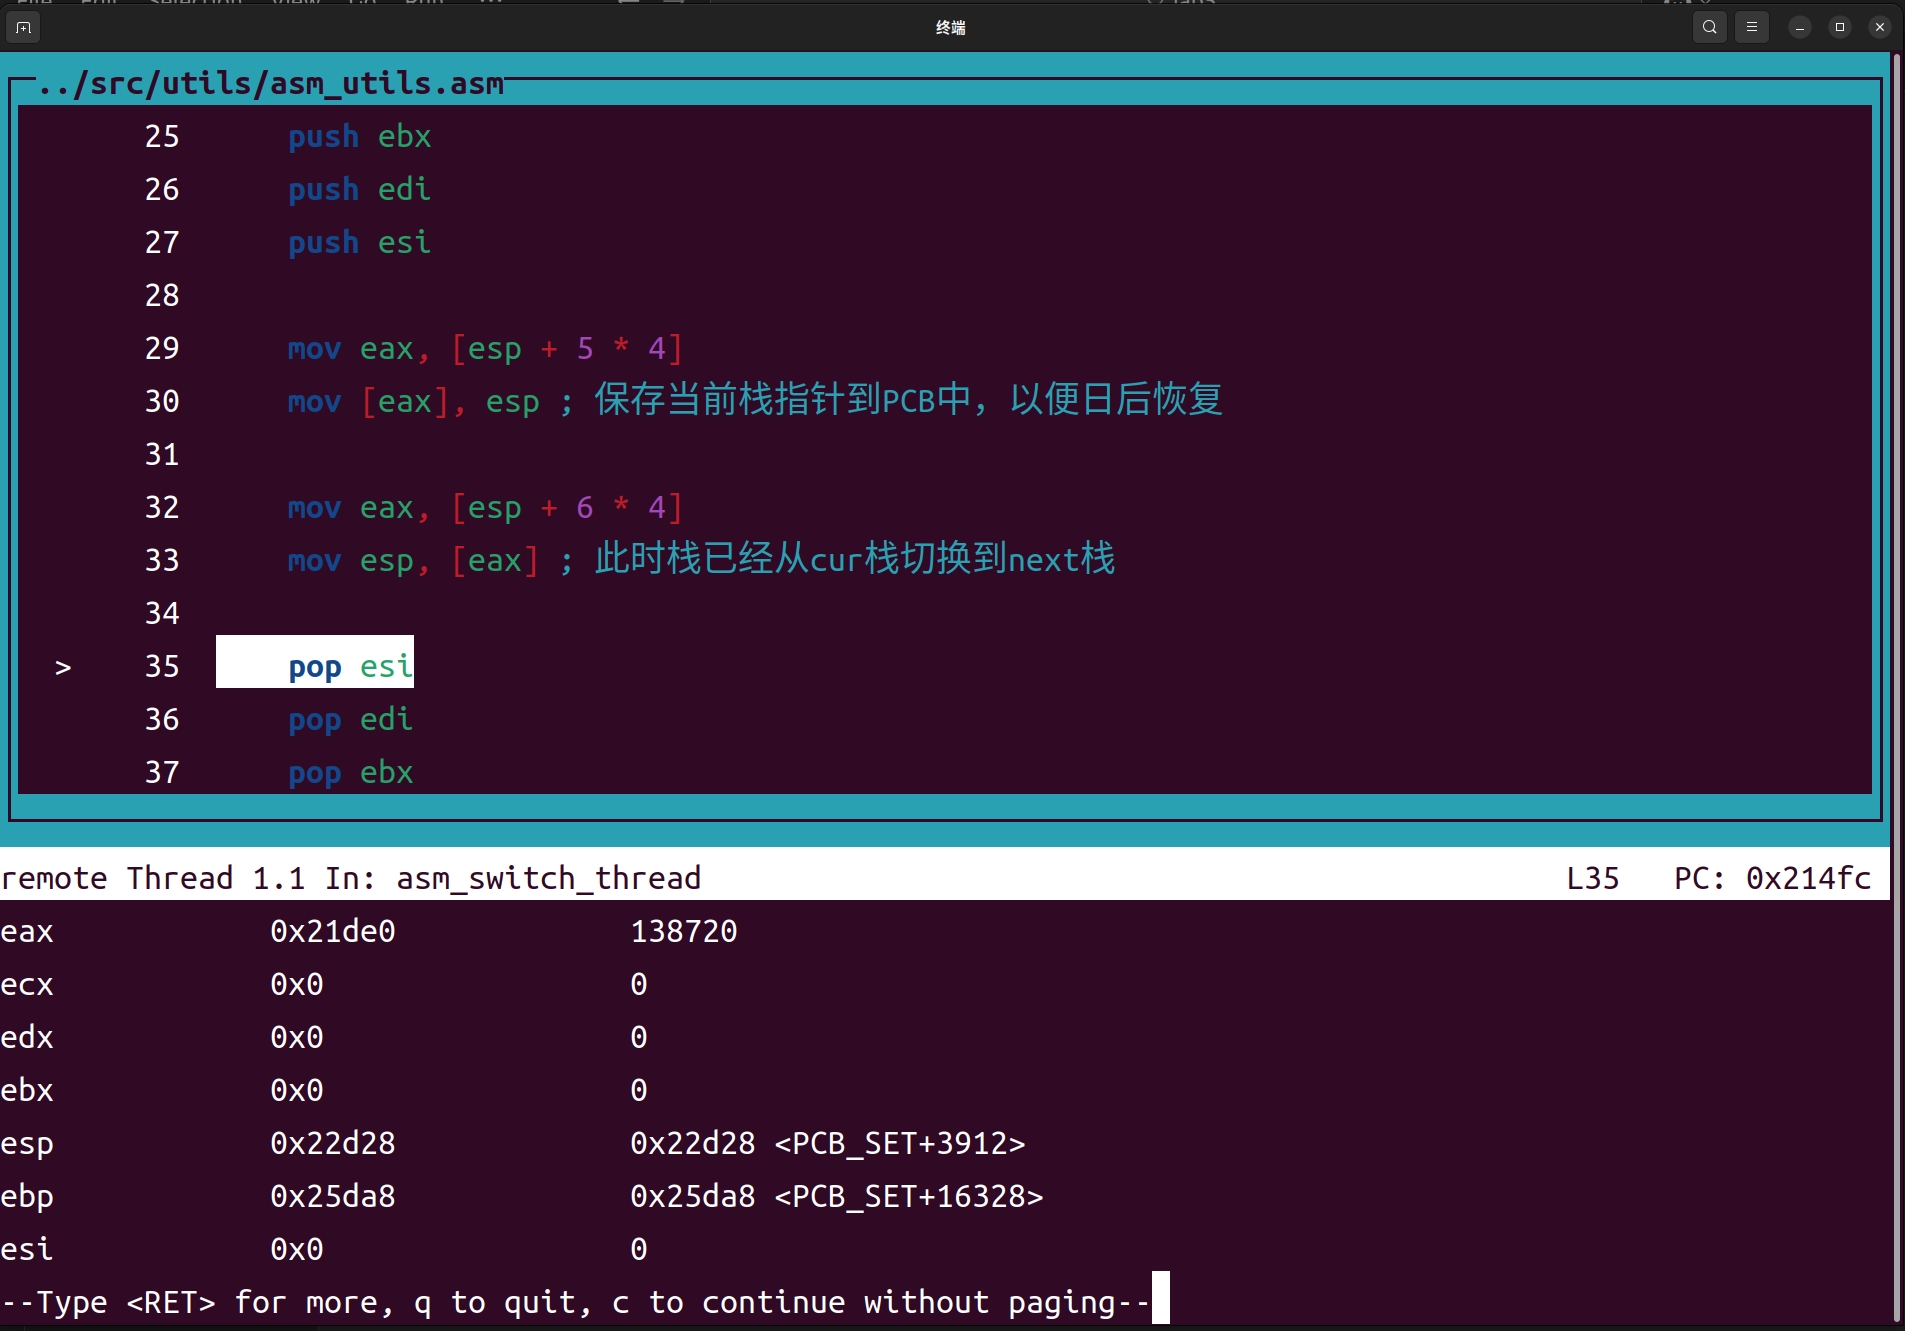 终端
../src/utils/asm_utils.asm
25 push ebx
26 push edi
27 push esi
28
29 mov eax, [esp + 5 * 4]
30 mov [eax], esp ; 保存当前栈指针到PCB中，以便日后恢复
31
32 mov eax, [esp + 6 * 4]
33 mov esp, [eax] ; 此时栈已经从cur栈切换到next栈
34
> 35 pop esi
36 pop edi
37 pop ebx
remote Thread 1.1 In: asm_switch_thread L35 PC: 0x214fc
eax 0x21de0 138720
ecx 0x0 0
edx 0x0 0
ebx 0x0 0
esp 0x22d28 0x22d28 <PCB_SET+3912>
ebp 0x25da8 0x25da8 <PCB_SET+16328>
esi 0x0 0
--Type <RET> for more, q to quit, c to continue without paging--